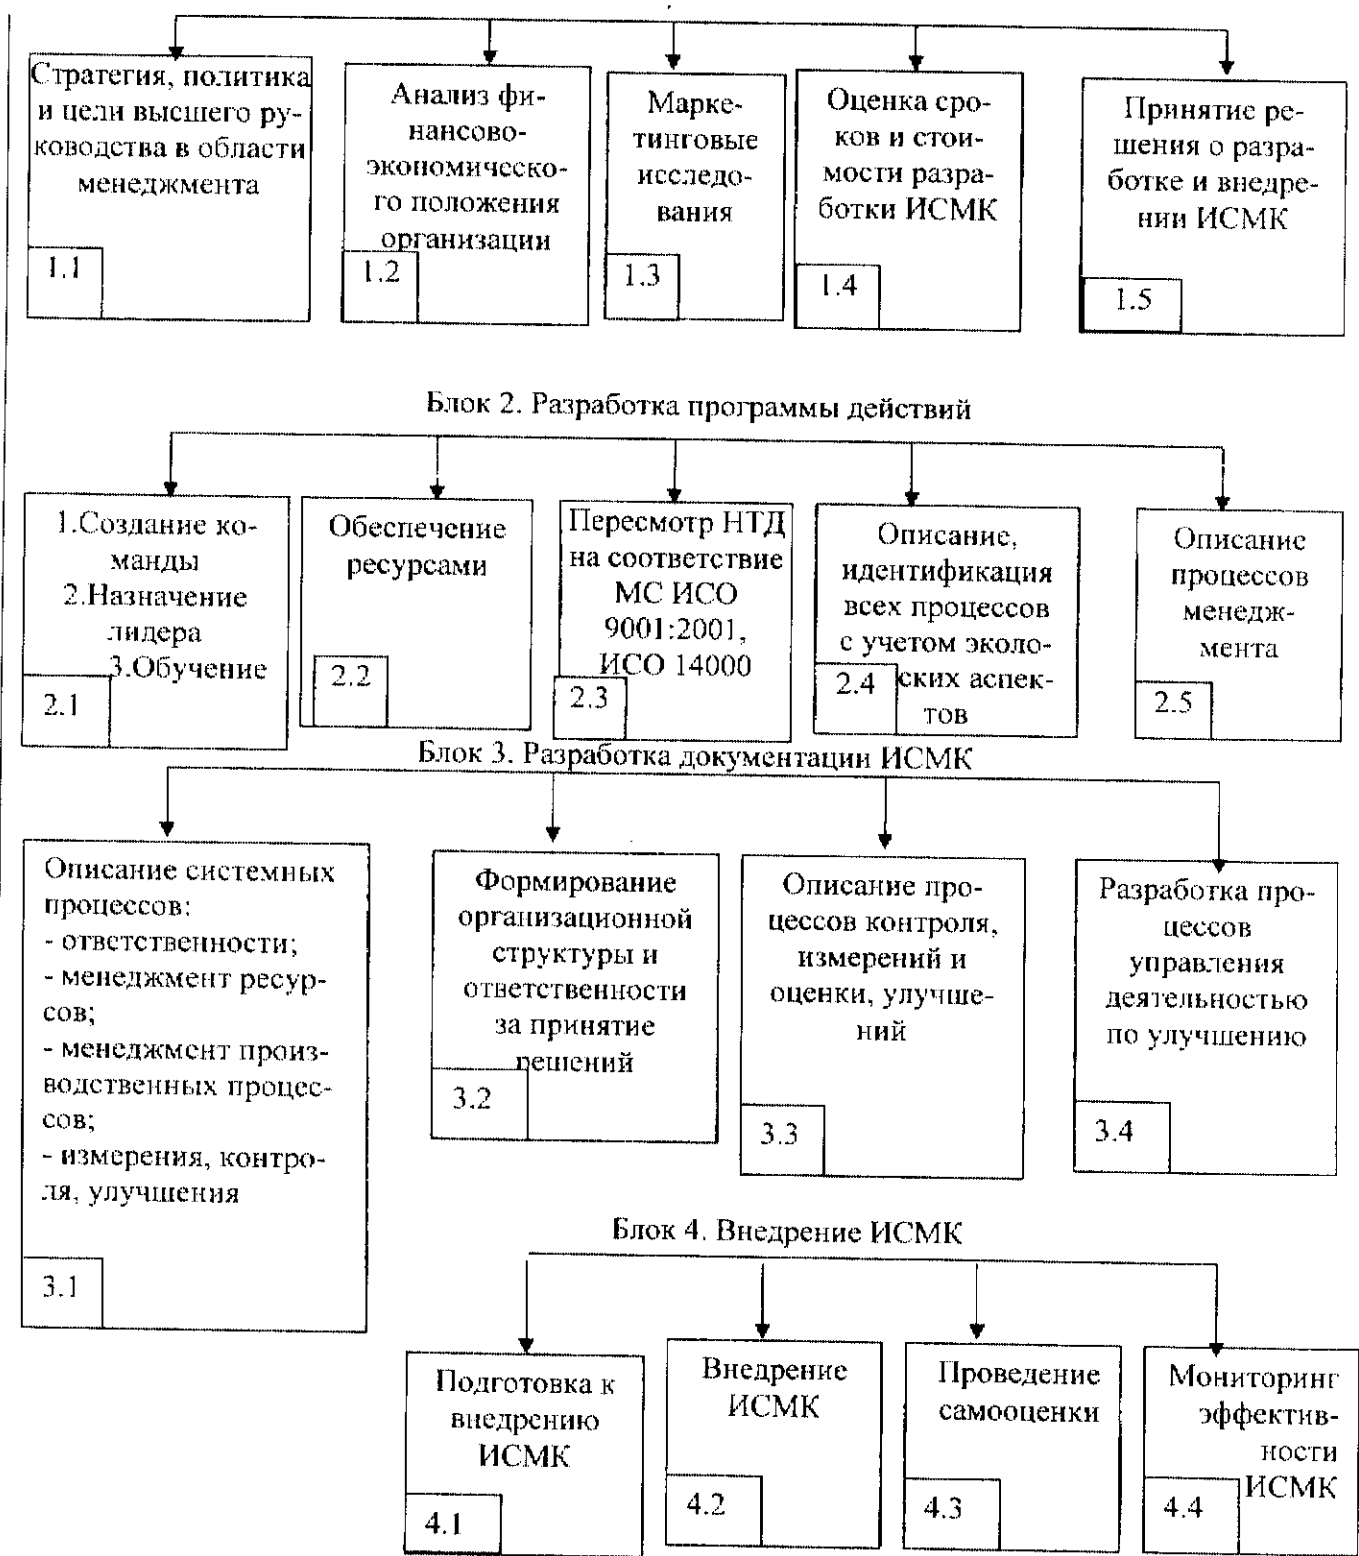 Стратегия, политика
и цели высшего ру-
ководства в области
менеджмента
1.1
Анализ фи-
нансово-
экономическо-
го положения
организации
1.2
Марке-
тинговые
исследо-
вания
1.3
Оценка сро-
ков и стои-
мости разра-
ботки ИСМК
1.4
Принятие ре-
шения о разра-
ботке и внедре-
нии ИСМК
1.5
Блок 2. Разработка программы действий
1.Создание ко-
манды
2.Назначение
лидера
3.Обучение
2.1
Обеспечение
ресурсами
2.2
Пересмотр НТД
на соответствие
МС ИСО
9001:2001,
ИСО 14000
2.3
Описание,
идентификация
всех процессов
с учетом эколо-
ских аспек-
тов
2.4
Описание
процессов
менедж-
мента
2.5
Блок 3. Разработка документации ИСМК
Описание системных
процессов:
- ответственности;
- менеджмент ресур-
сов;
- менеджмент произ-
водственных процес-
сов;
- измерения, контро-
ля, улучшения
3.1
Формирование
организационной
структуры и
ответственности
за принятие
решений
3.2
Описание про-
цессов контроля,
измерений и
оценки, улучше-
ний
3.3
Разработка про-
цессов
управления
деятельностью
по улучшению
3.4
Блок 4. Внедрение ИСМК
Подготовка к
внедрению
ИСМК
4.1
Внедрение
ИСМК
4.2
Проведение
самооценки
4.3
Мониторинг
эффектив-
ности
ИСМК
4.4